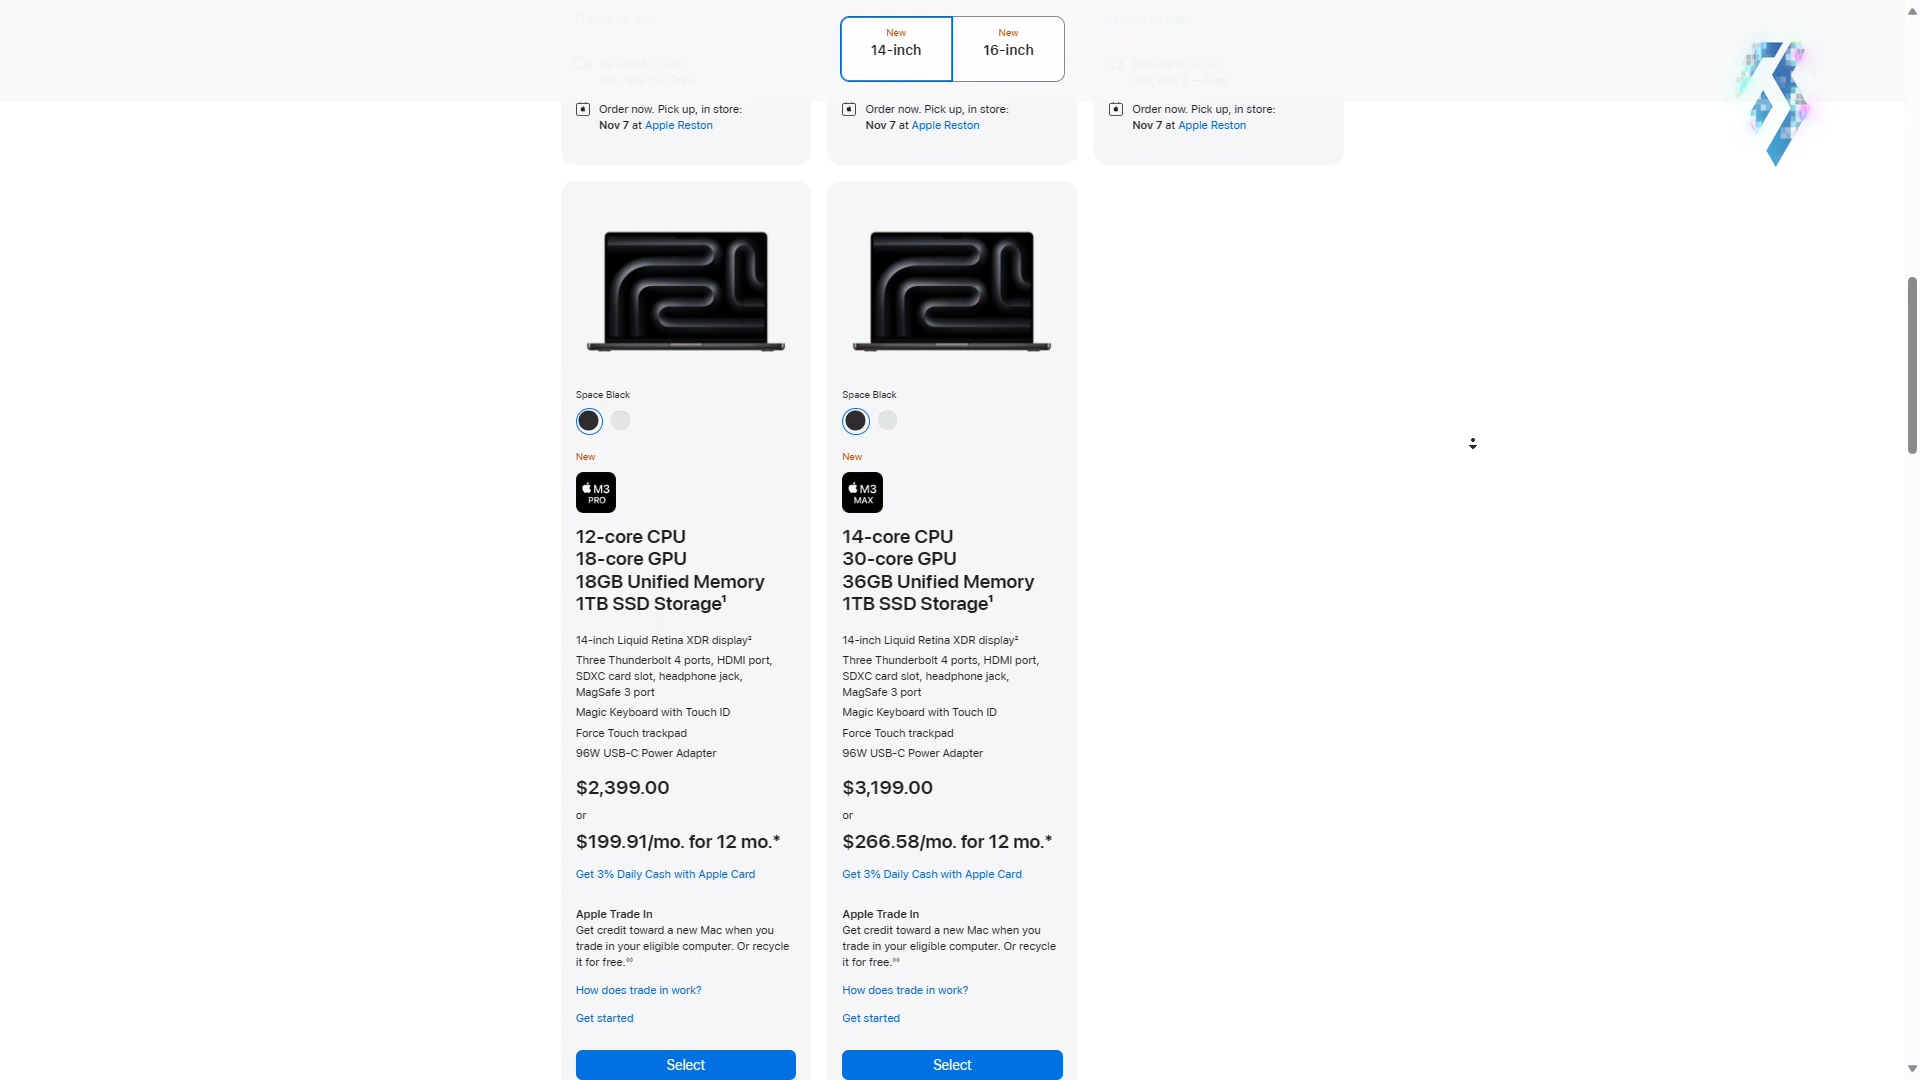 New
14-inch
New
16-inch
Order now. Pick up, in store:
Nov 7 at Apple Reston
Order now. Pick up, in store:
Nov 7 at Apple Reston
Order now. Pick up, in store:
Nov 7 at Apple Reston
Space Black
New
M3
PRO
12-core CPU
18-core GPU
18GB Unified Memory
1TB SSD Storage¹
14-inch Liquid Retina XDR display²
Three Thunderbolt 4 ports, HDMI port,
SDXC card slot, headphone jack,
MagSafe 3 port
Magic Keyboard with Touch ID
Force Touch trackpad
96W USB-C Power Adapter
$2,399.00
or
$199.91/mo. for 12 mo.*
Get 3% Daily Cash with Apple Card
Apple Trade In
Get credit toward a new Mac when you
trade in your eligible computer. Or recycle
it for free.°°
How does trade in work?
Get started
Select
Space Black
New
M3
MAX
14-core CPU
30-core GPU
36GB Unified Memory
1TB SSD Storage¹
14-inch Liquid Retina XDR display²
Three Thunderbolt 4 ports, HDMI port,
SDXC card slot, headphone jack,
MagSafe 3 port
Magic Keyboard with Touch ID
Force Touch trackpad
96W USB-C Power Adapter
$3,199.00
or
$266.58/mo. for 12 mo.*
Get 3% Daily Cash with Apple Card
Apple Trade In
Get credit toward a new Mac when you
trade in your eligible computer. Or recycle
it for free.°°
How does trade in work?
Get started
Select